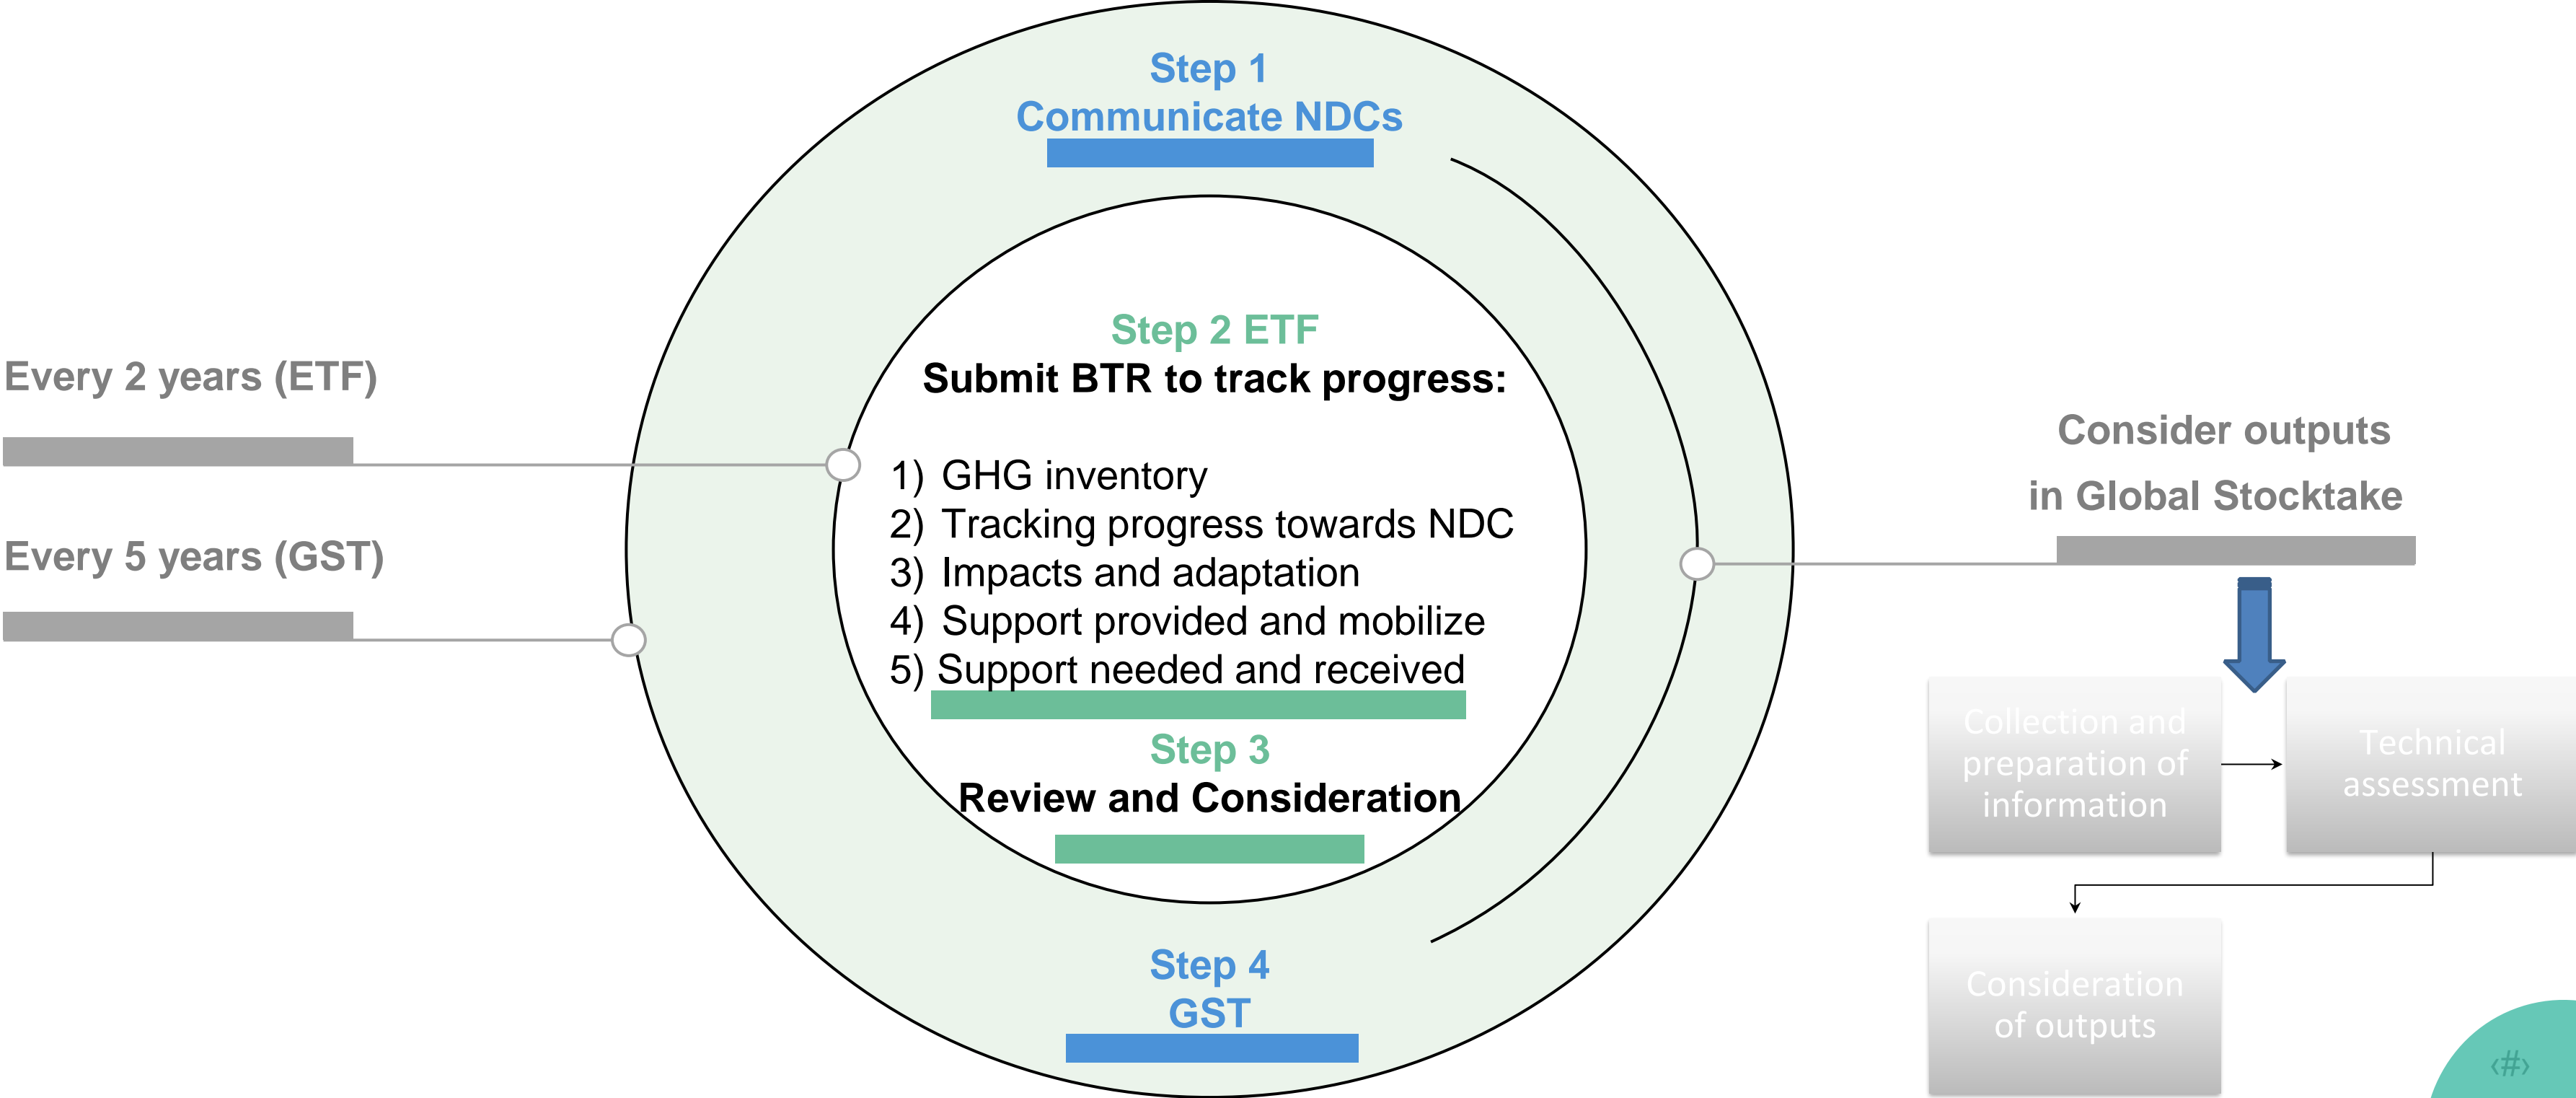 Step 1
Communicate NDCs
Step 2 ETF
Submit BTR to track progress:
1) GHG inventory
2) Tracking progress towards NDC
3) Impacts and adaptation
4) Support provided and mobilize
5) Support needed and received
Step 3
Review and Consideration
Step 4
GST
Every 2 years (ETF)
Every 5 years (GST)
Consider outputs
in Global Stocktake
Collection and
preparation of
information
Technical
assessment
Consideration
of outputs
‹#›